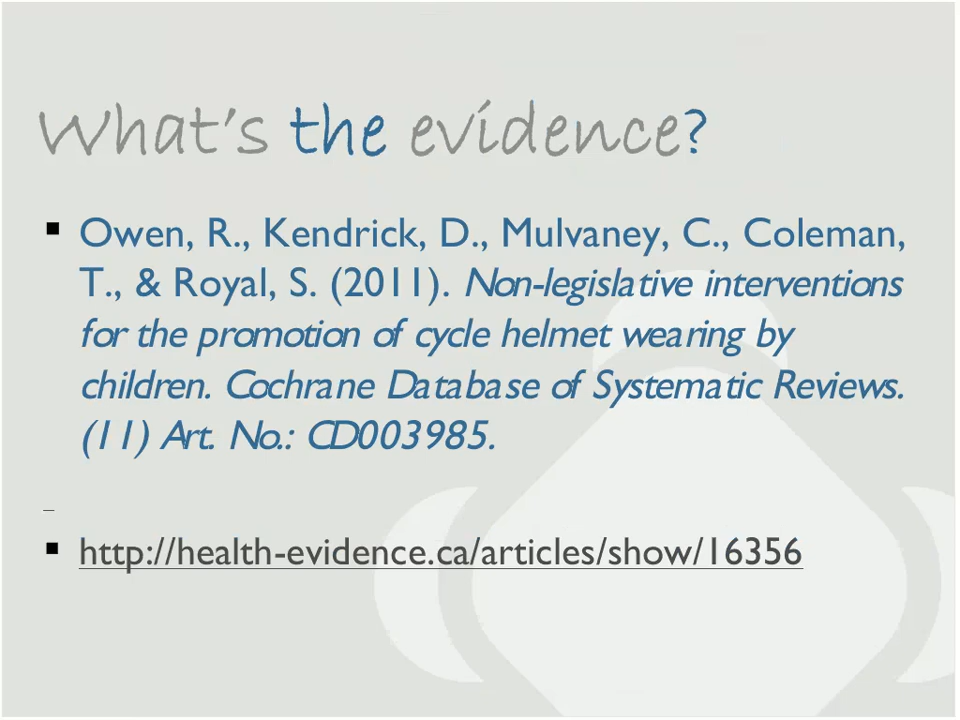 What's the evidence?
▪ Owen, R., Kendrick, D., Mulvaney, C., Coleman,
T., & Royal, S. (2011). Non-legislative interventions
for the promotion of cycle helmet wearing by
children. Cochrane Database of Systematic Reviews.
(11) Art. No.: CD003985.
▪ http://health-evidence.ca/articles/show/16356